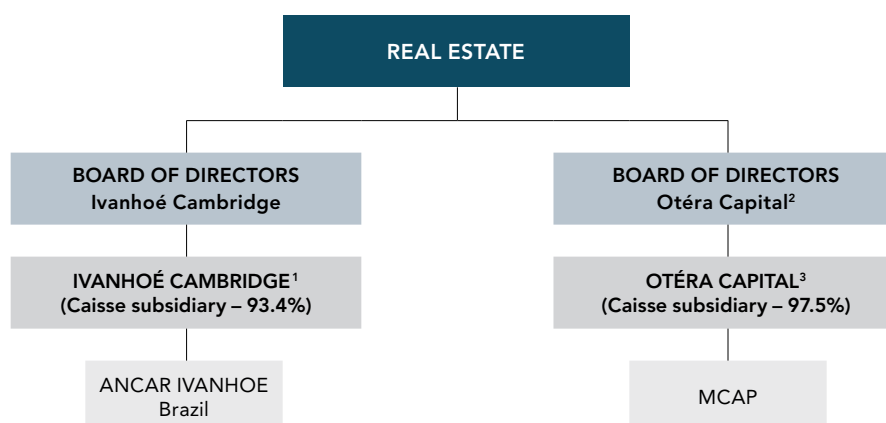 REAL ESTATE
BOARD OF DIRECTORS
Ivanhoé Cambridge
BOARD OF DIRECTORS
Otéra Capital²
IVANHOÉ CAMBRIDGE¹
(Caisse subsidiary – 93.4%)
OTÉRA CAPITAL³
(Caisse subsidiary – 97.5%)
ANCAR IVANHOE
Brazil
MCAP